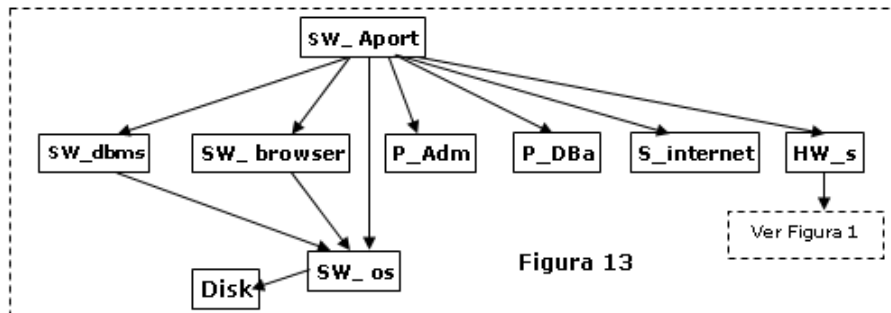 SW_ Aport
SW_dbms
SW_ browser
P_Adm
P_DBa
S_internet
HW_s
Ver Figura 1
SW_ os
Disk
Figura 13